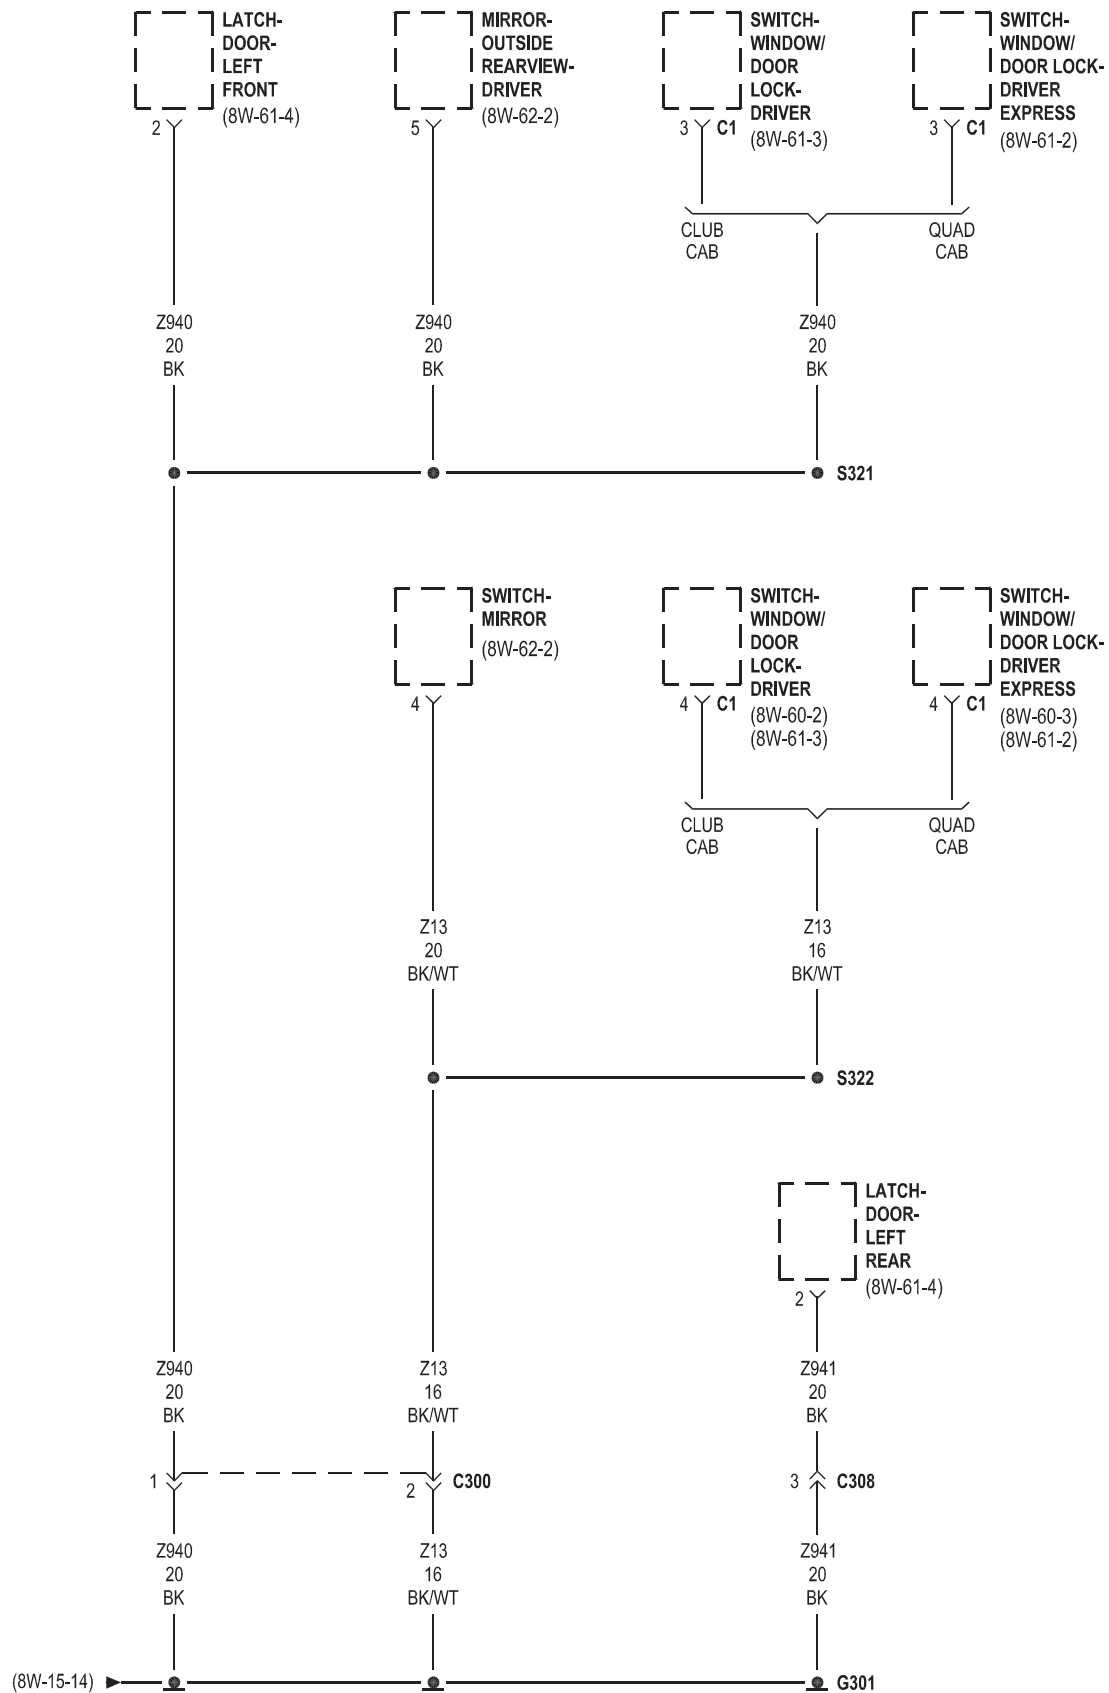 LATCH-
DOOR-
LEFT
FRONT
(8W-61-4)
2
MIRROR-
OUTSIDE
REARVIEW-
DRIVER
(8W-62-2)
5
SWITCH-
WINDOW/
DOOR
LOCK-
DRIVER
(8W-61-3)
3 C1
SWITCH-
WINDOW/
DOOR LOCK-
DRIVER
EXPRESS
(8W-61-2)
3 C1
CLUB
CAB
QUAD
CAB
Z940
20
BK
Z940
20
BK
Z940
20
BK
S321
SWITCH-
MIRROR
(8W-62-2)
4
SWITCH-
WINDOW/
DOOR
LOCK-
DRIVER
(8W-60-2)
(8W-61-3)
4 C1
SWITCH-
WINDOW/
DOOR LOCK-
DRIVER
EXPRESS
(8W-60-3)
(8W-61-2)
4 C1
CLUB
CAB
QUAD
CAB
Z13
20
BK/WT
Z13
16
BK/WT
S322
LATCH-
DOOR-
LEFT
REAR
(8W-61-4)
2
Z940
20
BK
Z13
16
BK/WT
Z941
20
BK
1
2
C300
3
C308
Z940
20
BK
Z13
16
BK/WT
Z941
20
BK
(8W-15-14)
G301